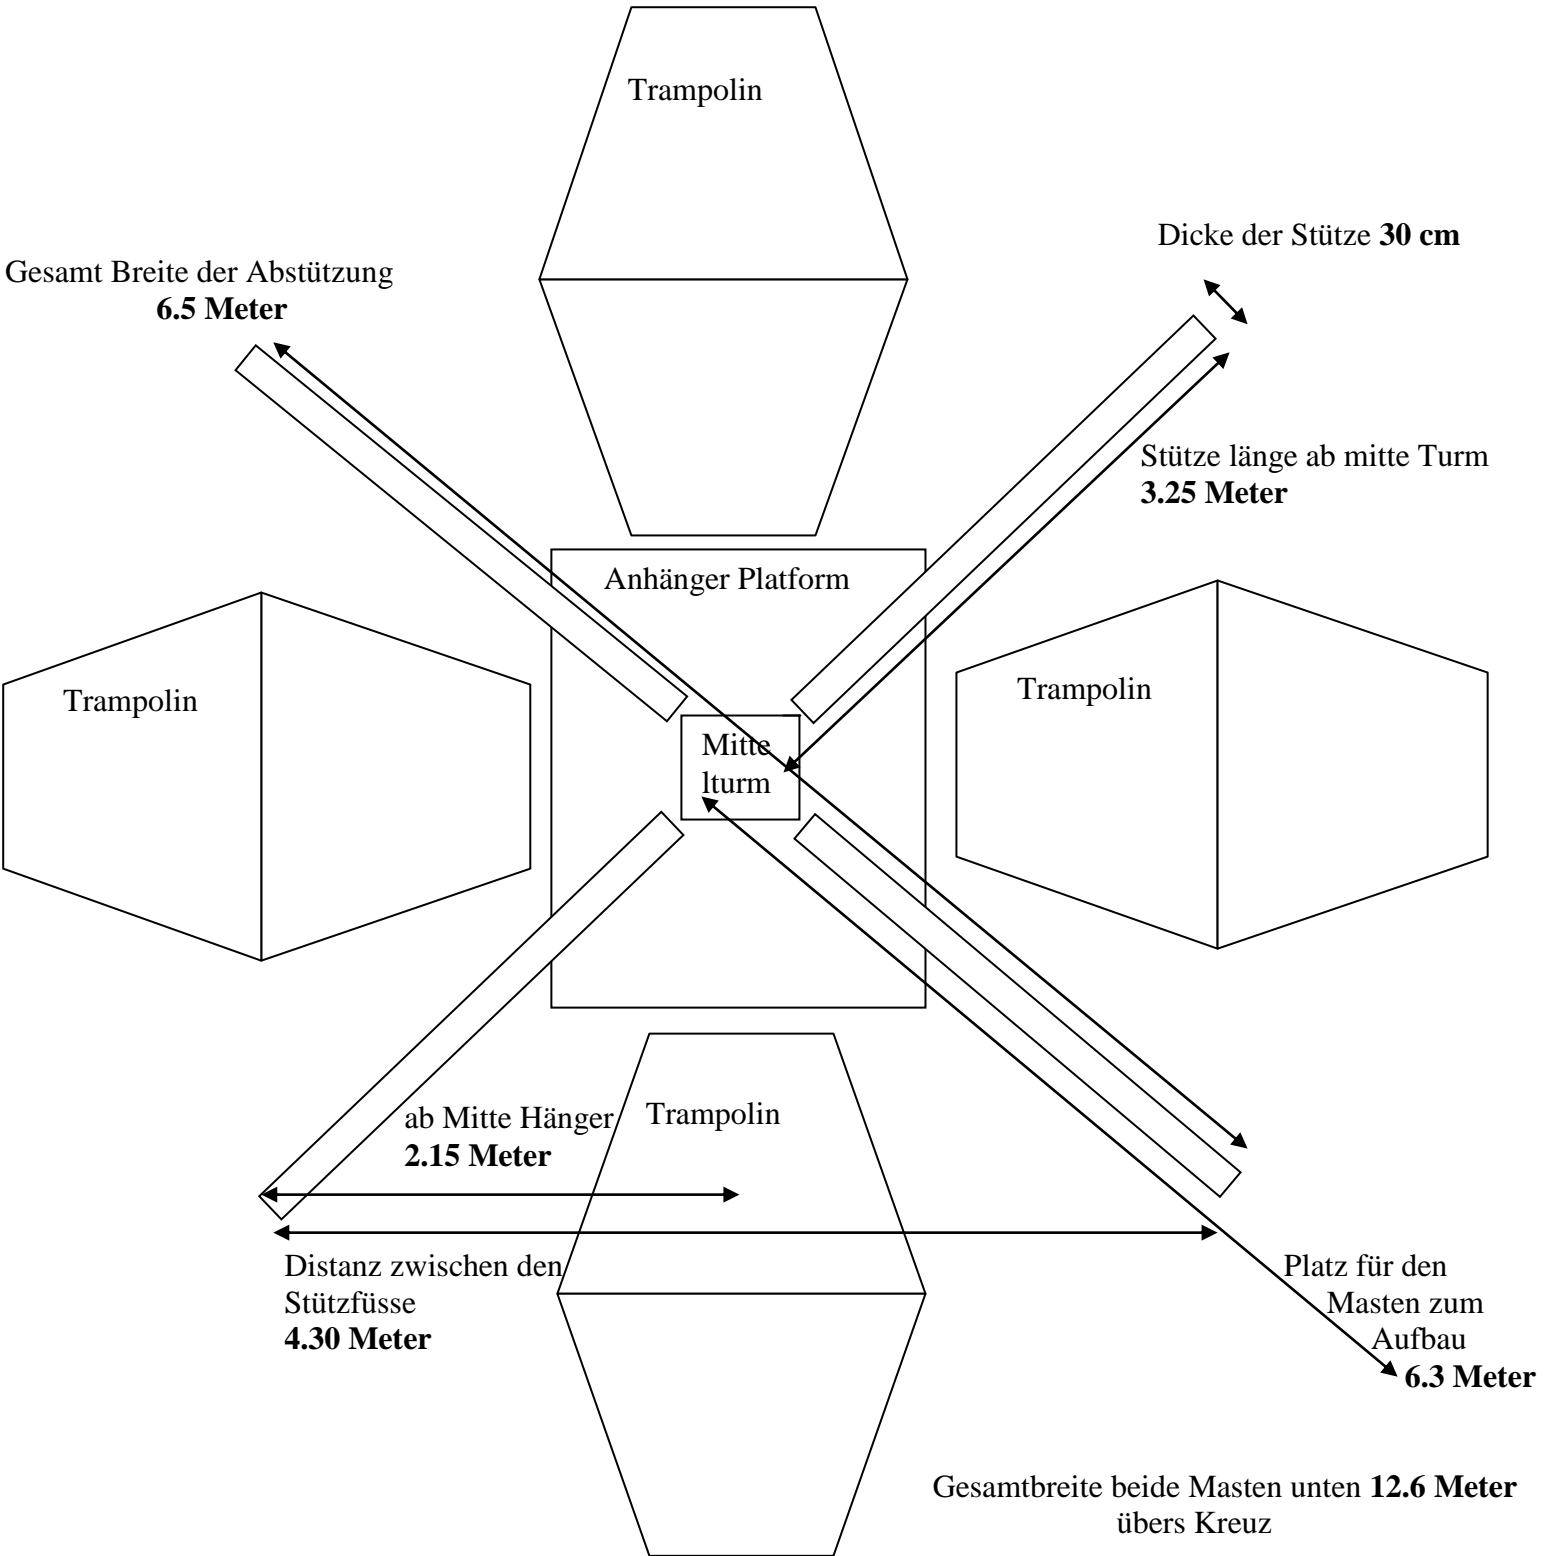 Trampolin
Dicke der Stütze 30 cm
Gesamt Breite der Abstützung
6.5 Meter
Stütze länge ab mitte Turm
3.25 Meter
Anhänger Platform
Trampolin
Trampolin
Mitte
lturm
ab Mitte Hänger
2.15 Meter
Trampolin
Distanz zwischen den
Stützfüsse
4.30 Meter
Platz für den
Masten zum
Aufbau
6.3 Meter
Gesamtbreite beide Masten unten 12.6 Meter
übers Kreuz